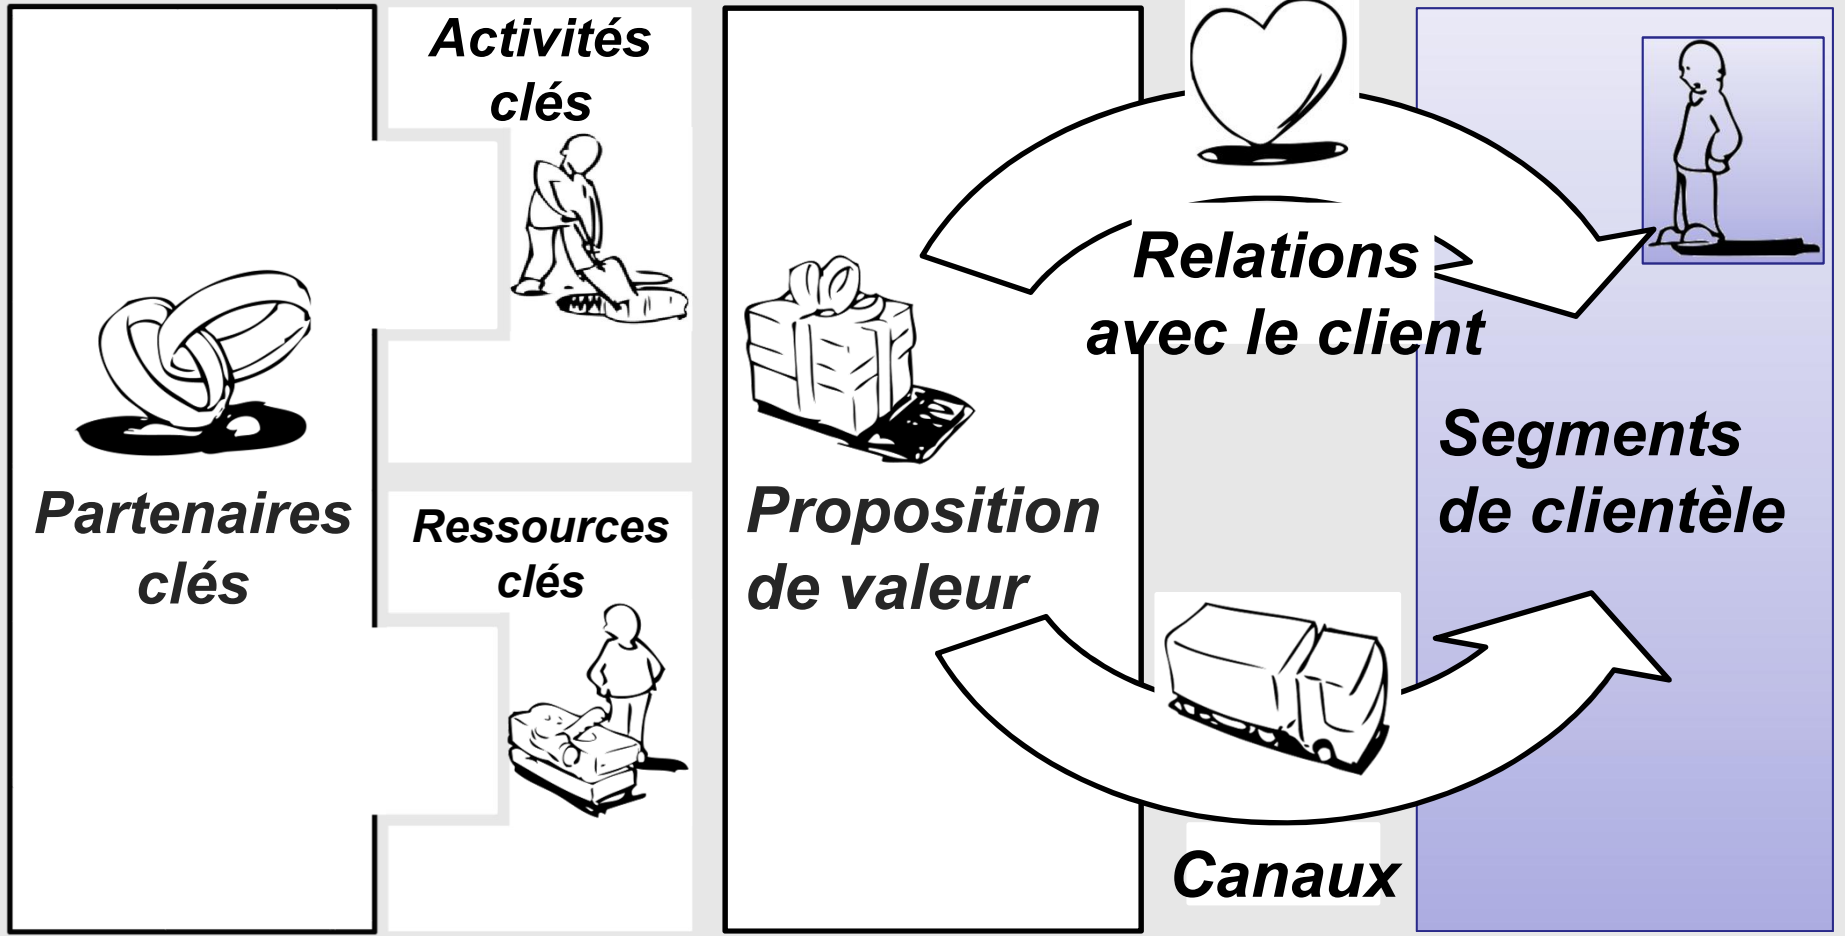 Partenaires
clés
Activités
clés
Ressources
clés
Proposition
de valeur
Relations
avec le client
Canaux
Segments
de clientèle